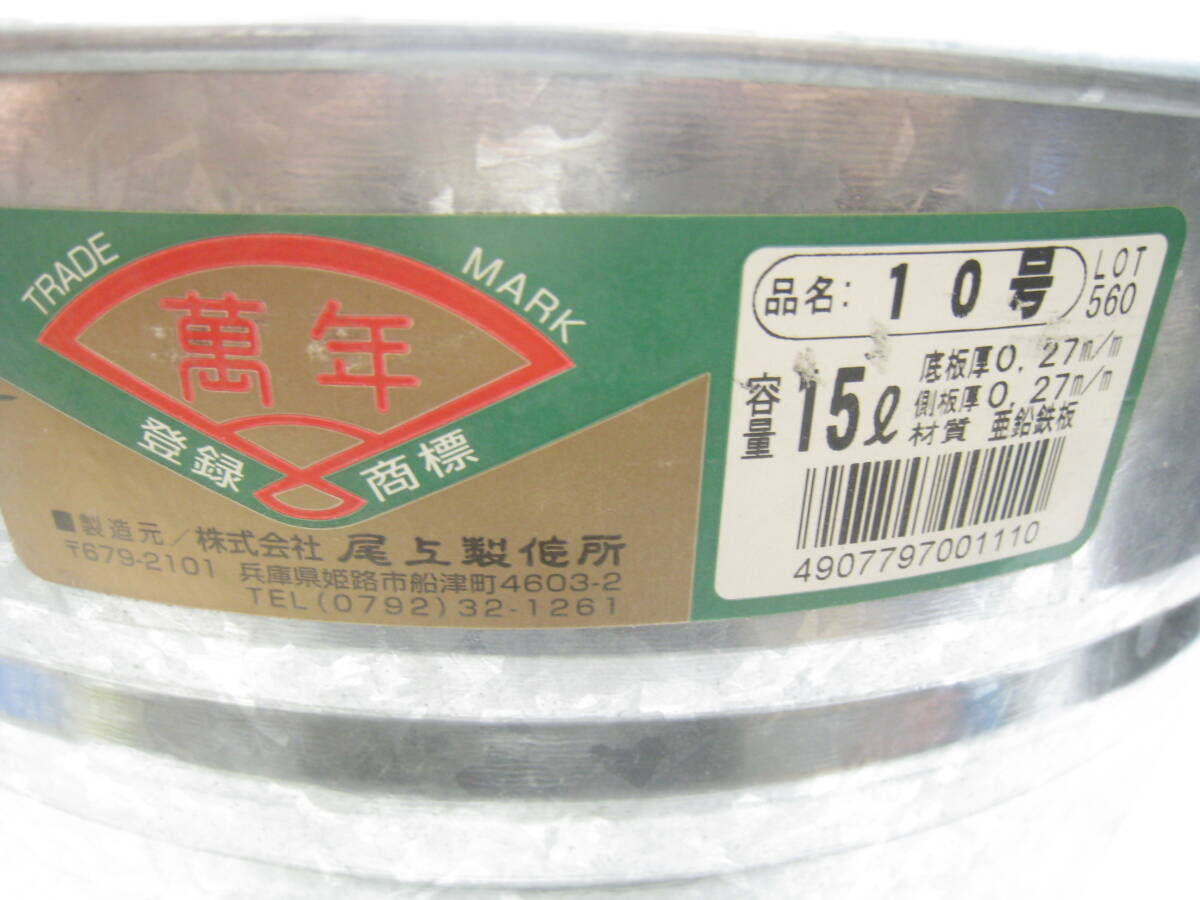 TRADE MARK
萬年
登録 商標
■製造元/株式会社 尾上製作所
〒679-2101 兵庫県姫路市船津町4603-2
TEL(0792)32-1261
品名: 10号
LOT
560
容量 15ℓ
底板厚0.27m/m
側板厚0.27m/m
材質 亜鉛鉄板
4907797001110